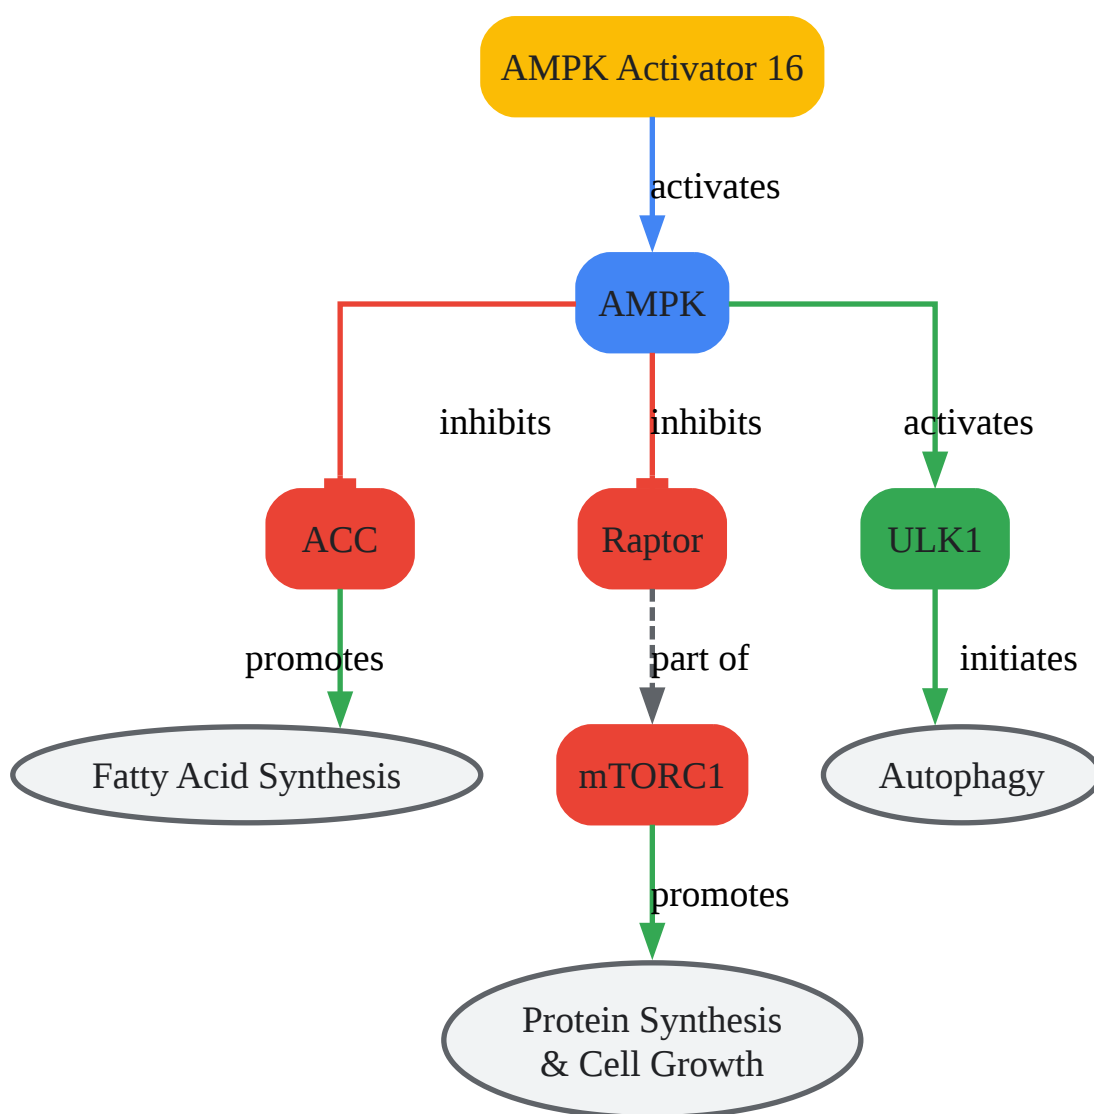 AMPK Activator 16
activates
AMPK
inhibits
inhibits
activates
ACC
Raptor
ULK1
promotes
part of
initiates
Fatty Acid Synthesis
mTORC1
Autophagy
promotes
Protein Synthesis
& Cell Growth